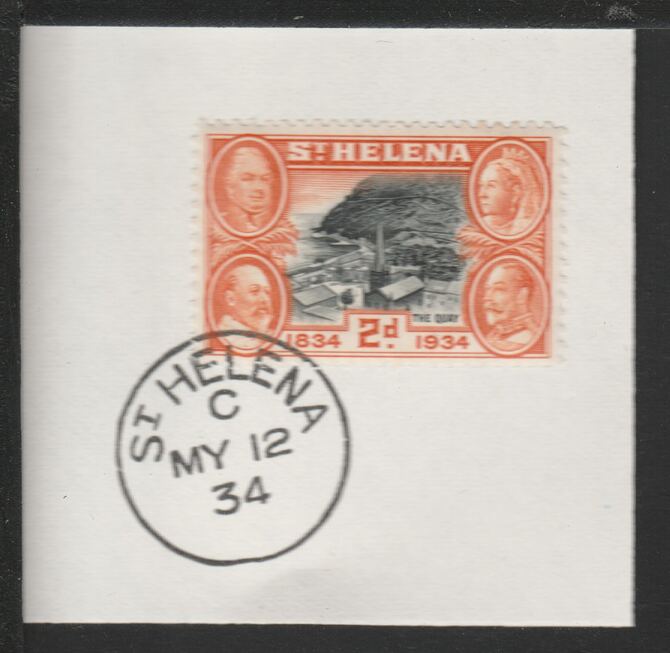 ST HELENA
THE QUAY
1834 2d. 1934
ST HELENA
C
MY 12
34